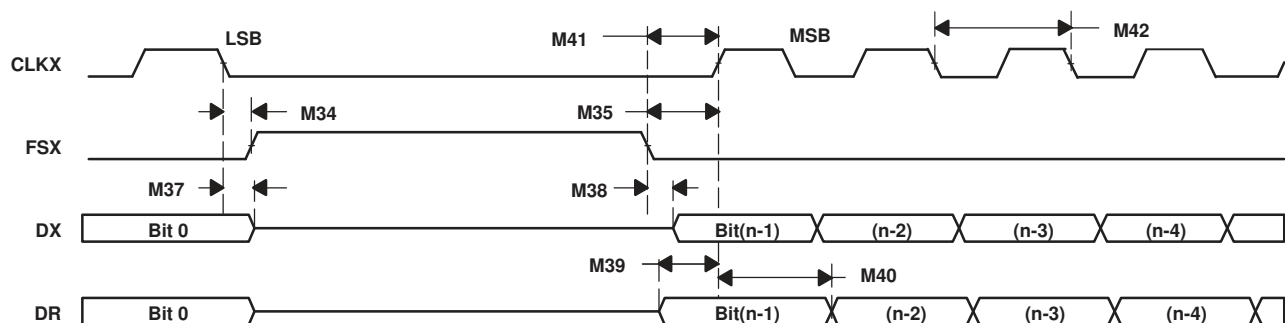 LSB
M41
MSB
M42
CLKX
M34
M35
FSX
M37
M38
DX
Bit 0
Bit(n-1)
(n-2)
(n-3)
(n-4)
M39
M40
DR
Bit 0
Bit(n-1)
(n-2)
(n-3)
(n-4)